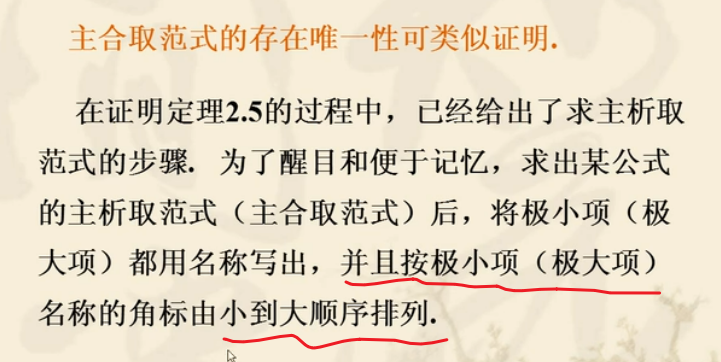 主合取范式的存在唯一性可类似证明.
在证明定理2.5的过程中，已经给出了求主析取
范式的步骤. 为了醒目和便于记忆，求出某公式
的主析取范式（主合取范式）后，将极小项（极
大项）都用名称写出，并且按极小项（极大项）
名称的角标由小到大顺序排列.